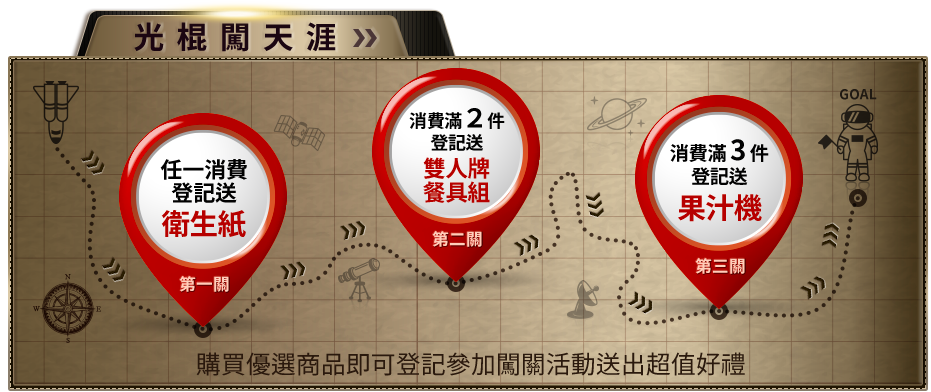 光棍闖天涯
GOAL
任一消費
登記送
衛生紙
第一關
消費滿2件
登記送
雙人牌
餐具組
第二關
消費滿3件
登記送
果汁機
第三關
N
W
E
S
購買優選商品即可登記參加闖關活動送出超值好禮